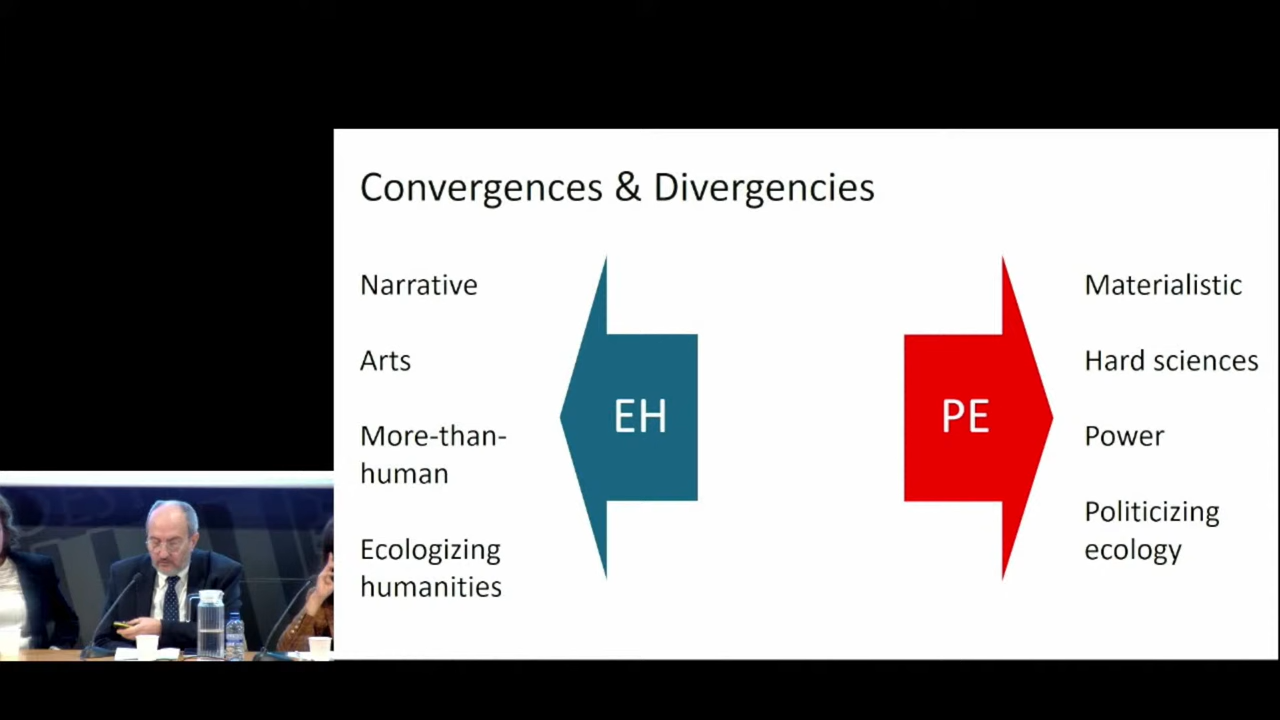 Convergences & Divergencies
Narrative
Arts
More-than-
human
Ecologizing
humanities
EH
PE
Materialistic
Hard sciences
Power
Politicizing
ecology